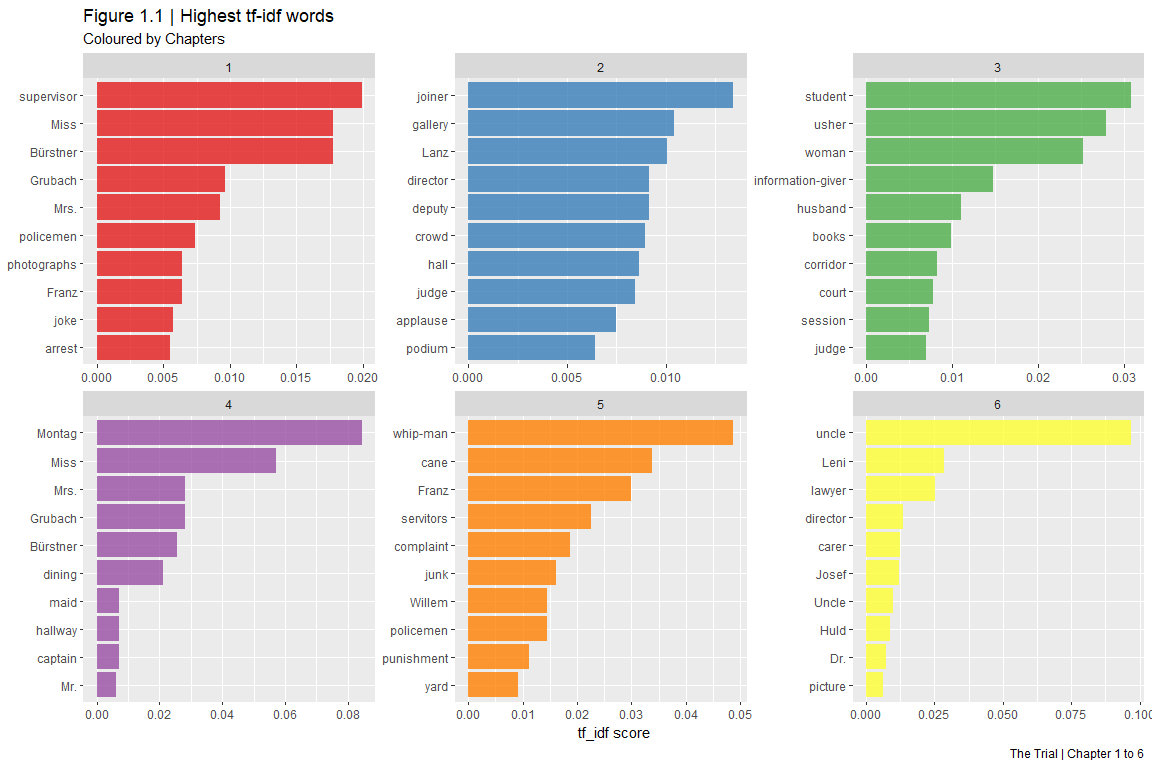 Figure 1.1 | Highest tf-idf words
Coloured by Chapters
1
supervisor
Miss
Bürstner
Grubach
Mrs.
policemen
photographs
Franz
joke
arrest
0.000 0.005 0.010 0.015 0.020
2
joiner
gallery
Lanz
director
deputy
crowd
hall
judge
applause
podium
0.000 0.005 0.010
3
student
usher
woman
information-giver
husband
books
corridor
court
session
judge
0.00 0.01 0.02 0.03
4
Montag
Miss
Mrs.
Grubach
Bürstner
dining
maid
hallway
captain
Mr.
0.00 0.02 0.04 0.06 0.08
5
whip-man
cane
Franz
servitors
complaint
junk
Willem
policemen
punishment
yard
0.00 0.01 0.02 0.03 0.04 0.05
6
uncle
Leni
lawyer
director
carer
Josef
Uncle
Huld
Dr.
picture
0.000 0.025 0.050 0.075 0.100
tf_idf score
The Trial | Chapter 1 to 6